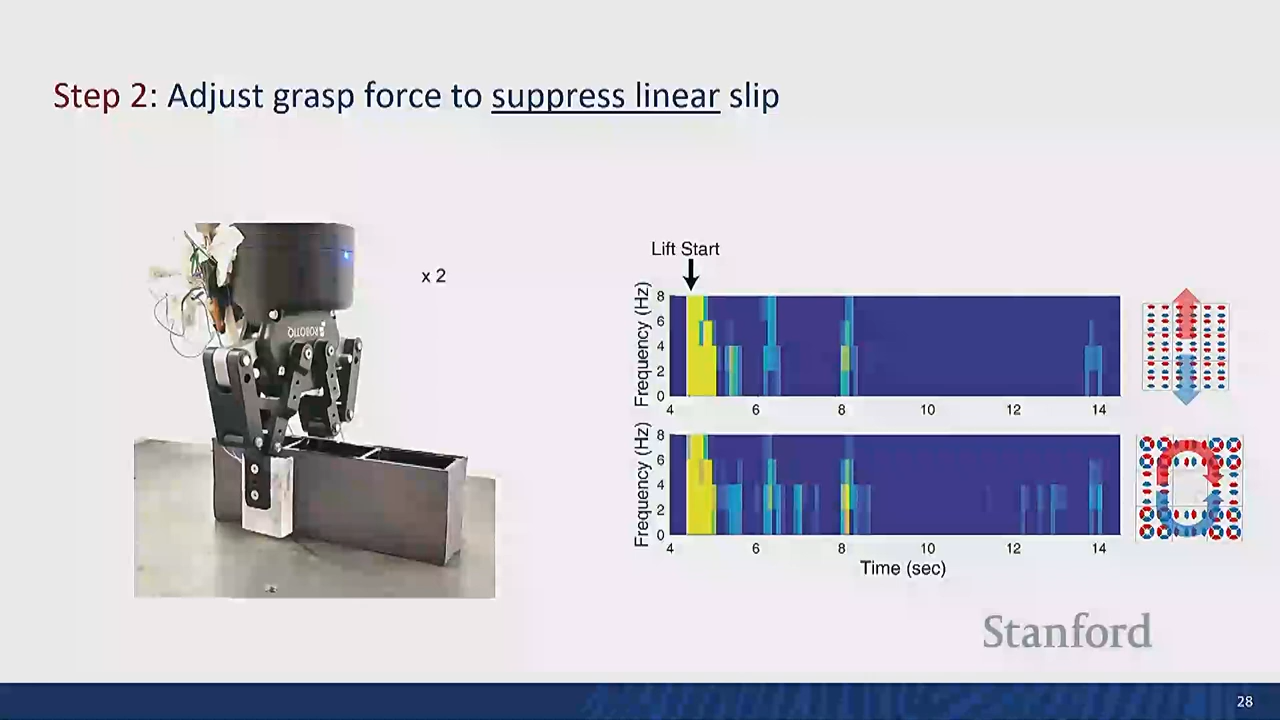 Step 2: Adjust grasp force to suppress linear slip
x 2
ROBOTIQ
Lift Start
Frequency (Hz)
8
6
4
2
0
4
6
8
10
12
14
Frequency (Hz)
8
6
4
2
0
4
6
8
10
12
14
Time (sec)
Stanford
28